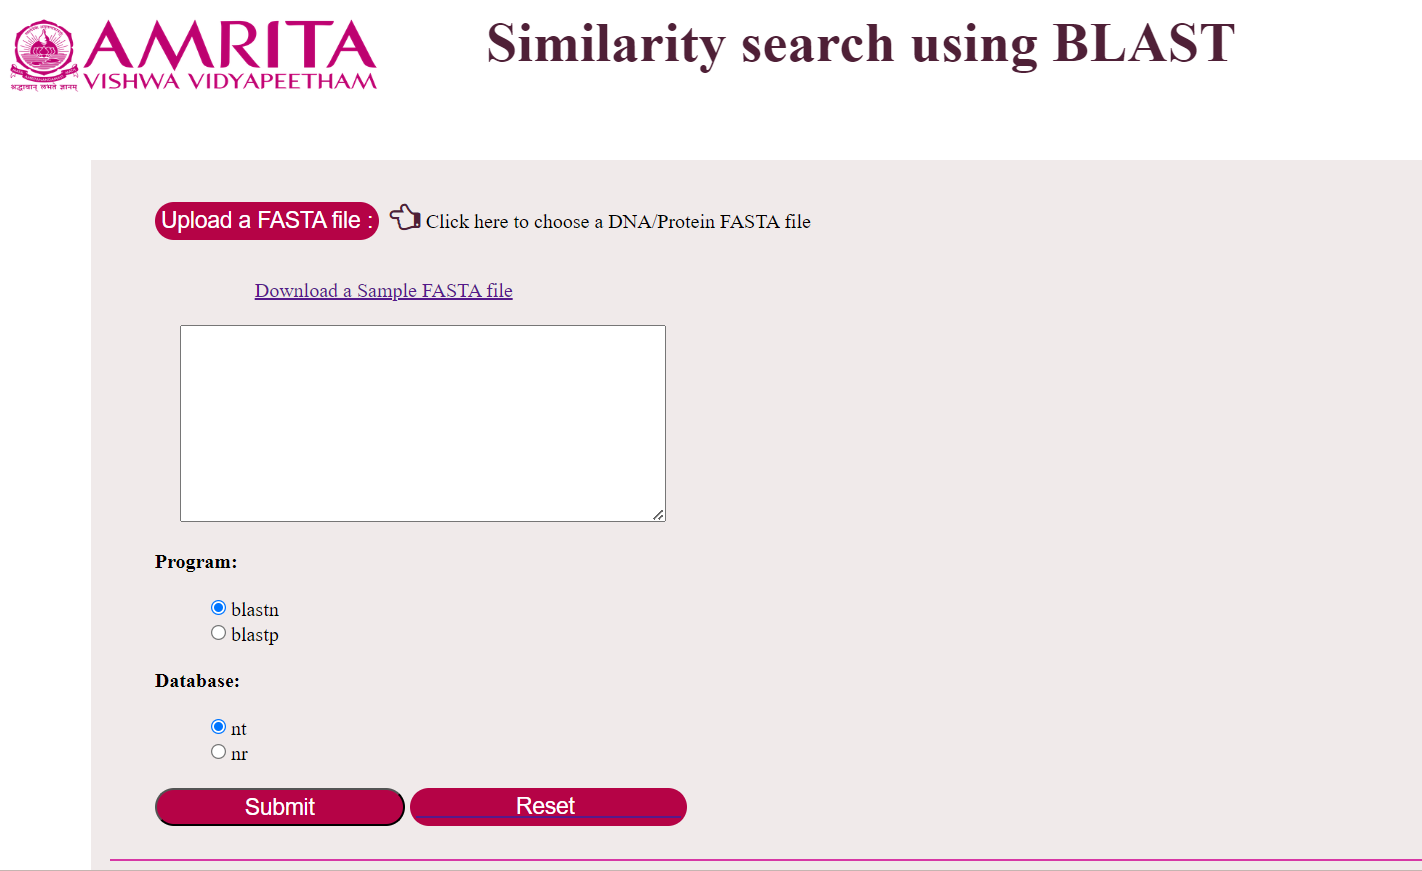 AMRITA
VISHWA VIDYAPEETHAM
श्रद्धावान् लभते ज्ञानम्
Similarity search using BLAST
Upload a FASTA file : Click here to choose a DNA/Protein FASTA file
Download a Sample FASTA file
Program:
blastn
blastp
Database:
nt
nr
Submit Reset